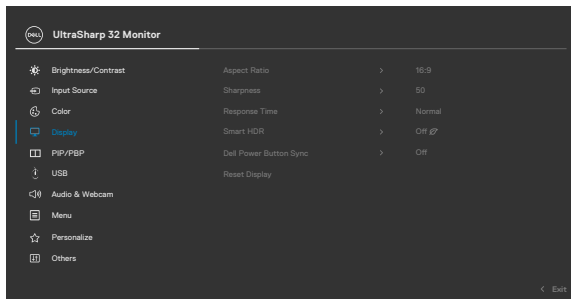 DELL UltraSharp 32 Monitor
Brightness/Contrast Aspect Ratio > 16:9
Input Source Sharpness > 50
Color Response Time > Normal
Display Smart HDR > Off
PIP/PBP Dell Power Button Sync > Off
USB Reset Display
Audio & Webcam
Menu
Personalize
Others
< Exit